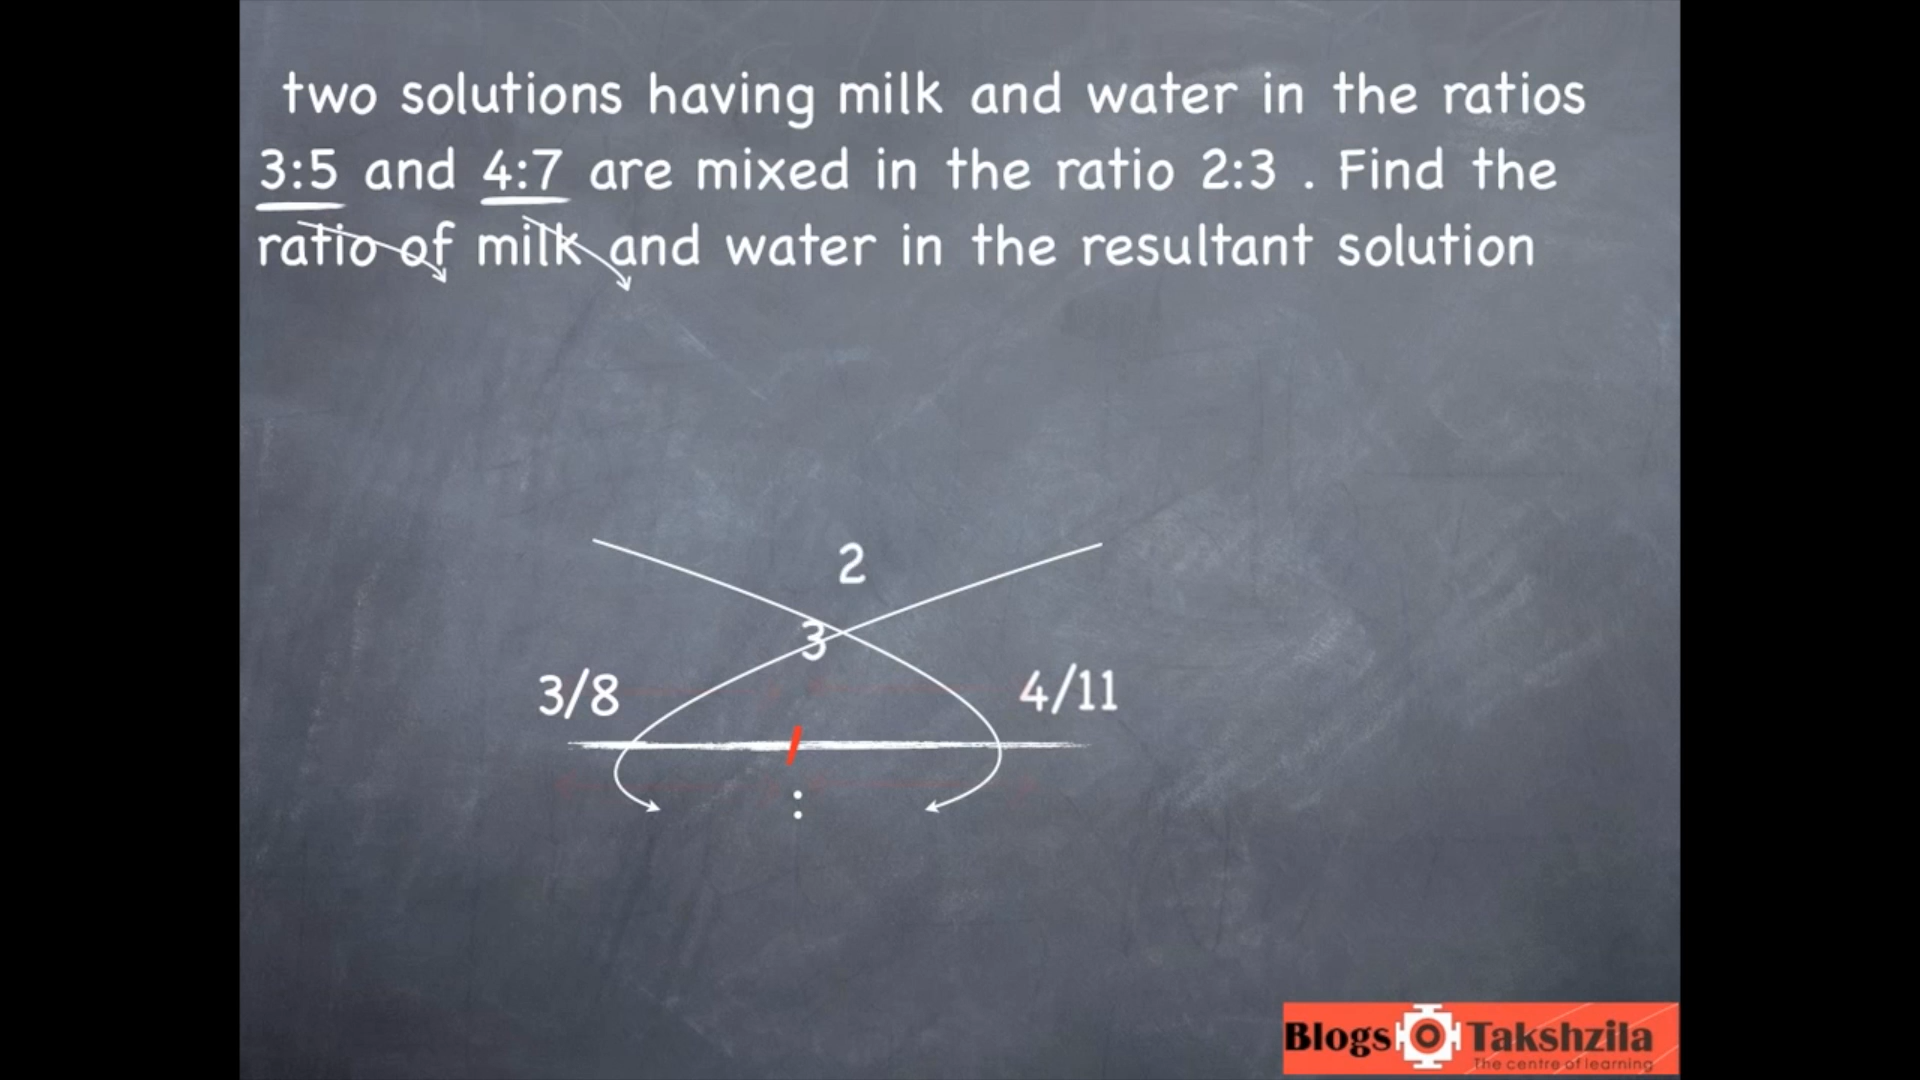 two solutions having milk and water in the ratios
3:5 and 4:7 are mixed in the ratio 2:3 . Find the
ratio of milk and water in the resultant solution
2
3
3/8 4/11
:
Blogs Takshzila
The centre of learning